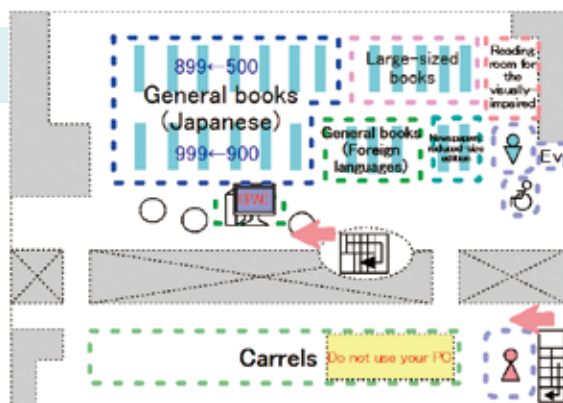 899←500
General books
(Japanese)
999←900
Large-sized
books
Reading
room for
the
visually
impaired
General books
(Foreign
languages)
Newspapers
reduced-size
edition
Ev
OPAC
Carrels
Do not use your PC